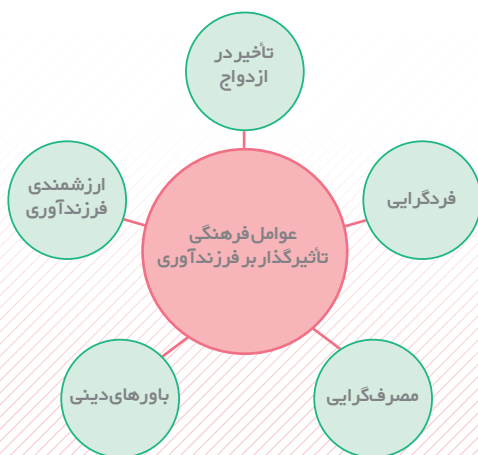 تأخیر در
ازدواج
ارزشمندی
فرزندآوری
فردگرایی
عوامل فرهنگی
تأثیرگذار بر فرزندآوری
باورهای دینی
مصرف‌گرایی